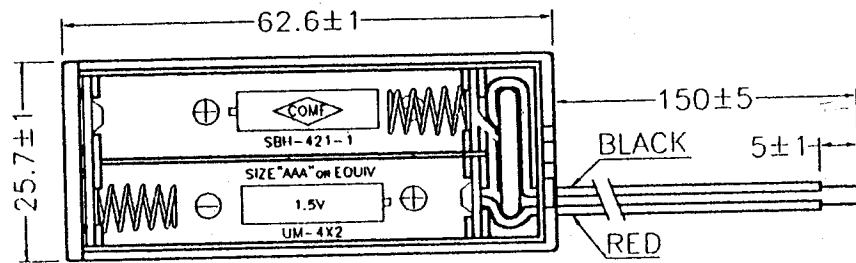 62.6±1
25.7±1
150±5
5±1
⊕
COMF
SBH-421-1
BLACK
SIZE"AAA" OR EQUIV
⊖
1.5V
⊕
UM-4X2
RED